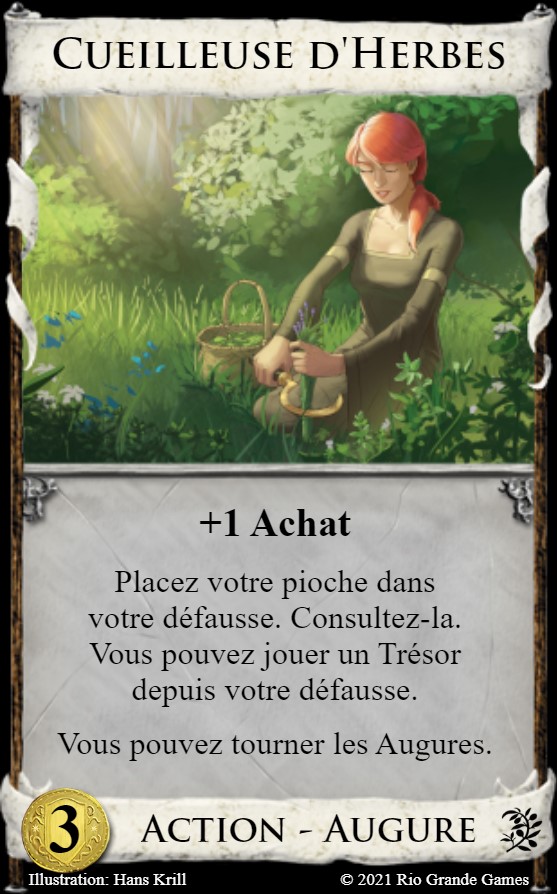 Cueilleuse d'Herbes
+1 Achat
Placez votre pioche dans
votre défausse. Consultez-la.
Vous pouvez jouer un Trésor
depuis votre défausse.
Vous pouvez tourner les Augures.
3
Action - Augure
Illustration: Hans Krill
© 2021 Rio Grande Games